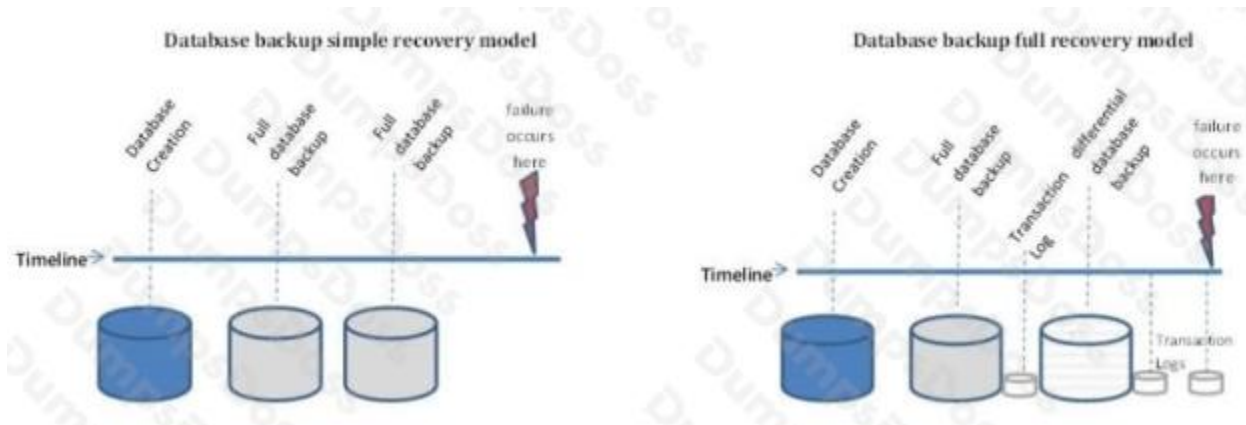 Database backup simple recovery model
Database
Creation
Full
database
backup
Full
database
backup
failure
occurs
here
Timeline
Database backup full recovery model
Database
Creation
Full
database
backup
Transaction
Log
differential
database
backup
failure
occurs
here
Timeline
Transaction
Logs
DumpsDoss